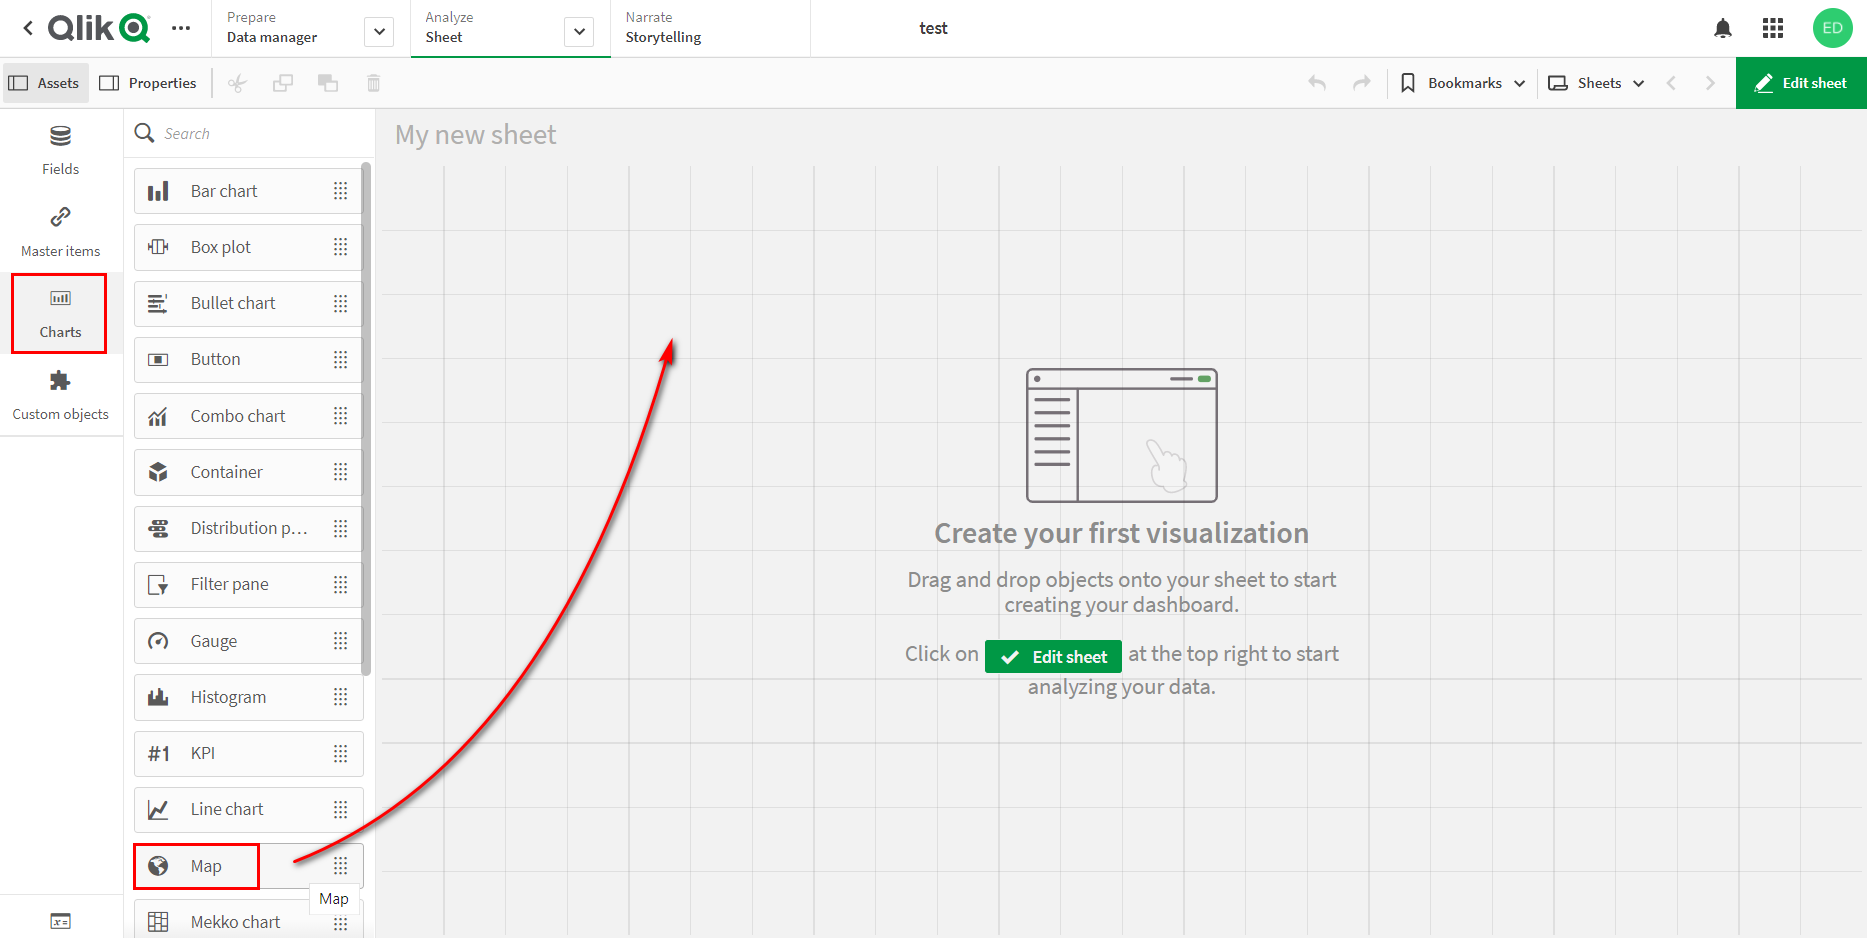 Qlik
Prepare
Data manager
Analyze
Sheet
Narrate
Storytelling
test
ED
Assets
Properties
Bookmarks
Sheets
Edit sheet
Fields
Master items
Charts
Custom objects
x=
Search
Bar chart
Box plot
Bullet chart
Button
Combo chart
Container
Distribution p...
Filter pane
Gauge
Histogram
#1 KPI
Line chart
Map
Map
Mekko chart
My new sheet
Create your first visualization
Drag and drop objects onto your sheet to start
creating your dashboard.
Click on Edit sheet at the top right to start
analyzing your data.